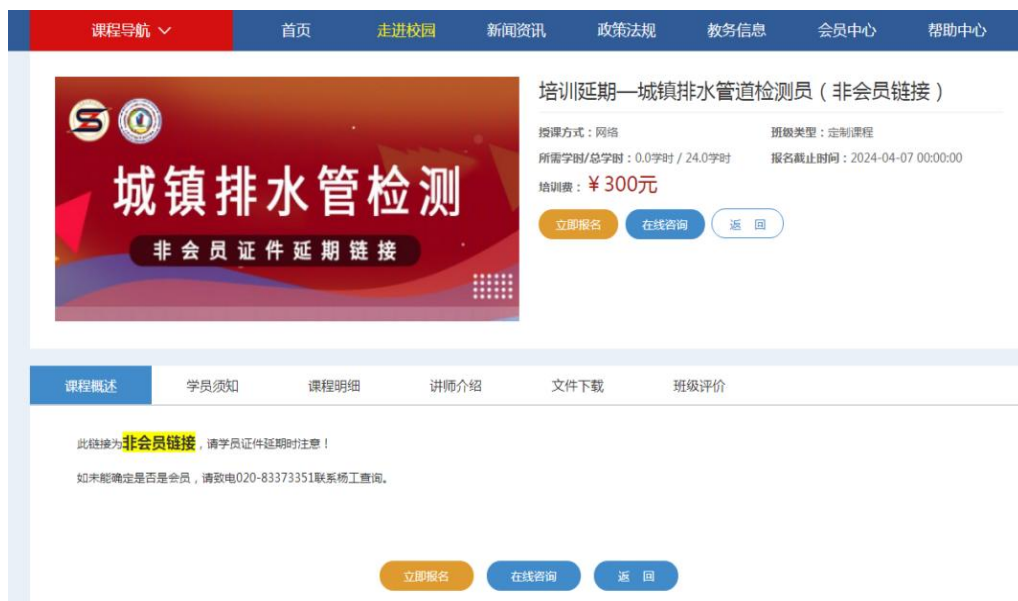 课程导航 首页 走进校园 新闻资讯 政策法规 教务信息 会员中心 帮助中心
城镇排水管检测
非会员证件延期链接
培训延期—城镇排水管道检测员（非会员链接）
授课方式：网络 班级类型：定制课程
所需学时/总学时：0.0学时 / 24.0学时 报名截止时间：2024-04-07 00:00:00
培训费：￥300元
立即报名 在线咨询 返 回
课程概述 学员须知 课程明细 讲师介绍 文件下载 班级评价
此链接为非会员链接，请学员证件延期时注意！
如未能确定是否是会员，请致电020-83373351联系杨工查询。
立即报名 在线咨询 返 回